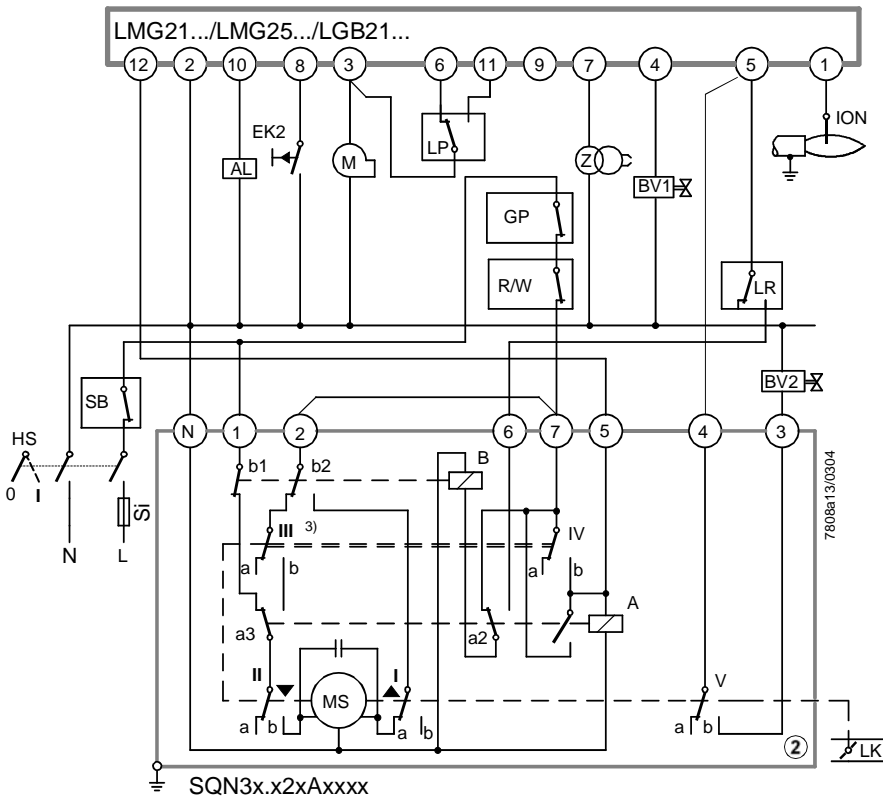 LMG21.../LMG25.../LGB21...
12 2 10 8 3 6 11 9 7 4 5 1
EK2
ION
AL
M
LP
Z
BV1
GP
R/W
LR
SB
BV2
HS
0 I
Si
N L
N 1 2 6 7 5 4 3
b1 b2 B
III 3) IV
a b a b
A
a3 a2
II I V
MS
a b a b a b
2
LK
7808a13/0304
SQN3x.x2xAxxxx